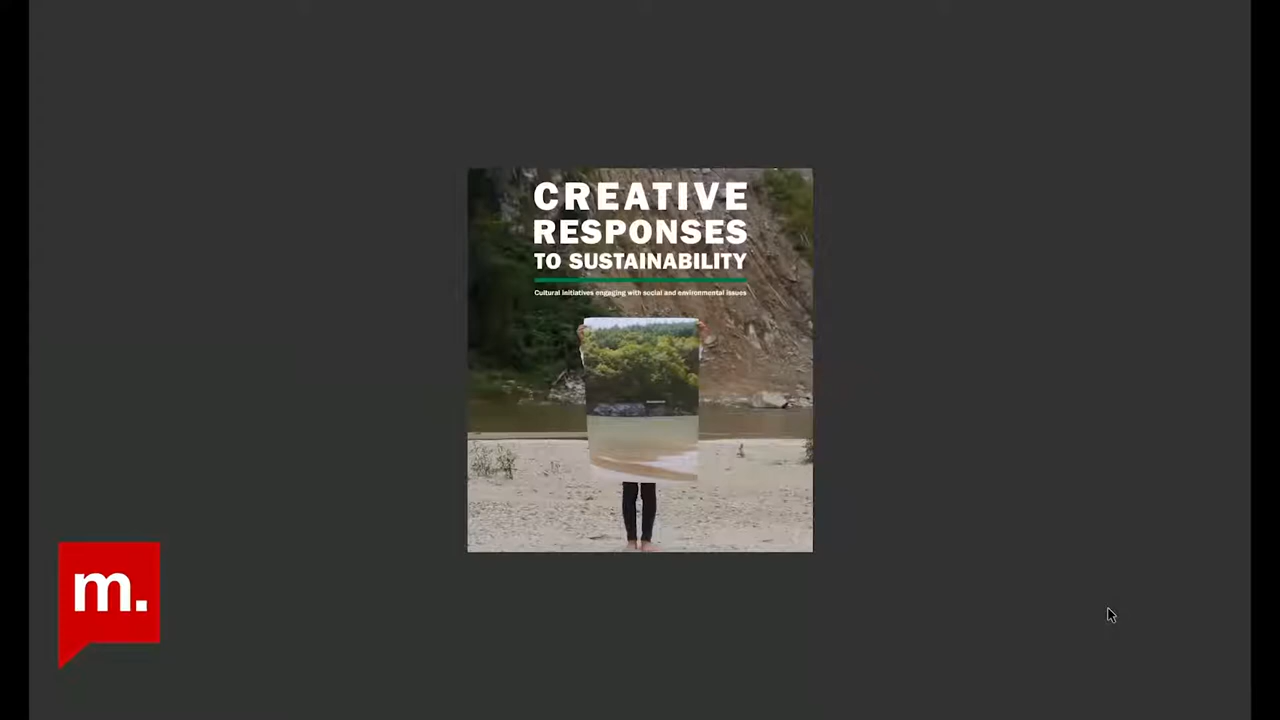 CREATIVE
RESPONSES
TO SUSTAINABILITY
Cultural initiatives engaging with social and environmental issues
m.